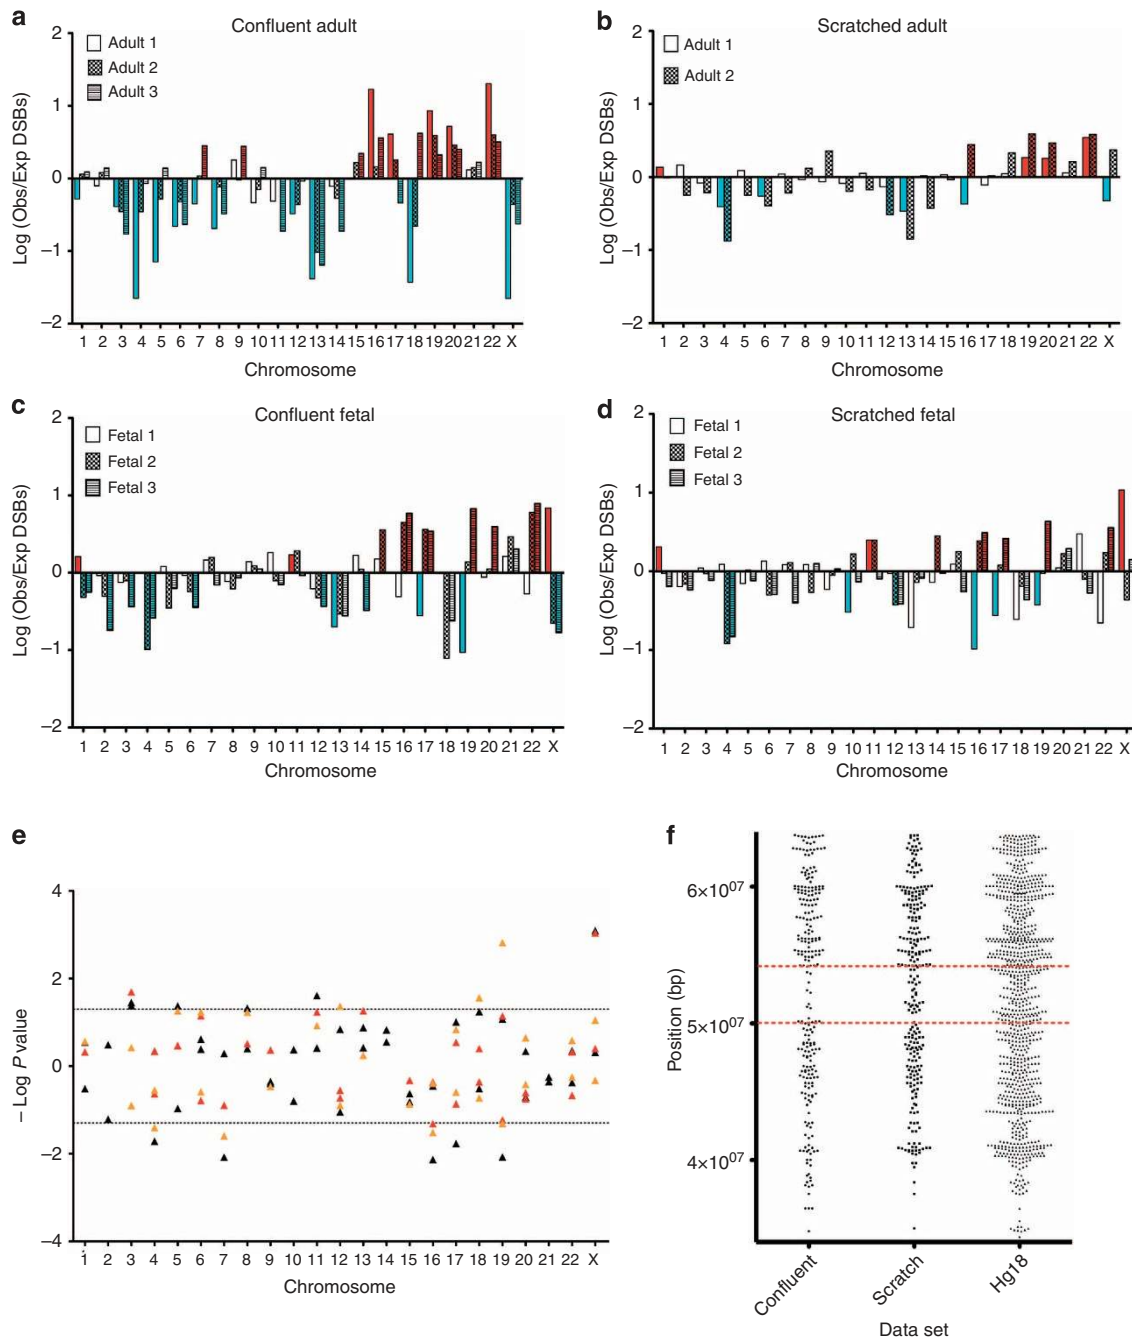 a
Confluent adult
Log (Obs/Exp DSBs)
2
1
0
−1
−2
Adult 1
Adult 2
Adult 3
1 2 3 4 5 6 7 8 9 10 11 12 13 14 15 16 17 18 19 20 21 22 X
Chromosome
b
Scratched adult
Log (Obs/Exp DSBs)
2
1
0
−1
−2
Adult 1
Adult 2
1 2 3 4 5 6 7 8 9 10 11 12 13 14 15 16 17 18 19 20 21 22 X
Chromosome
c
Confluent fetal
Log (Obs/Exp DSBs)
2
1
0
−1
−2
Fetal 1
Fetal 2
Fetal 3
1 2 3 4 5 6 7 8 9 10 11 12 13 14 15 16 17 18 19 20 21 22 X
Chromosome
d
Scratched fetal
Log (Obs/Exp DSBs)
2
1
0
−1
−2
Fetal 1
Fetal 2
Fetal 3
1 2 3 4 5 6 7 8 9 10 11 12 13 14 15 16 17 18 19 20 21 22 X
Chromosome
e
− Log P value
4
2
0
−2
−4
1 2 3 4 5 6 7 8 9 10 11 12 13 14 15 16 17 18 19 20 21 22 X
Chromosome
f
Position (bp)
6×10⁰⁷
5×10⁰⁷
4×10⁰⁷
Confluent
Scratch
Hg18
Data set